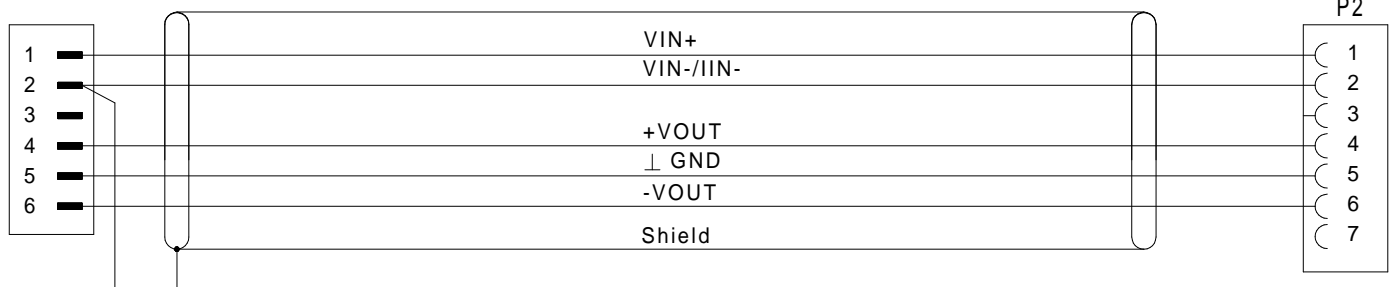 P2
1 VIN+ 1
2 VIN-/IIN- 2
3 3
4 +VOUT 4
5 ⊥ GND 5
6 -VOUT 6
Shield 7